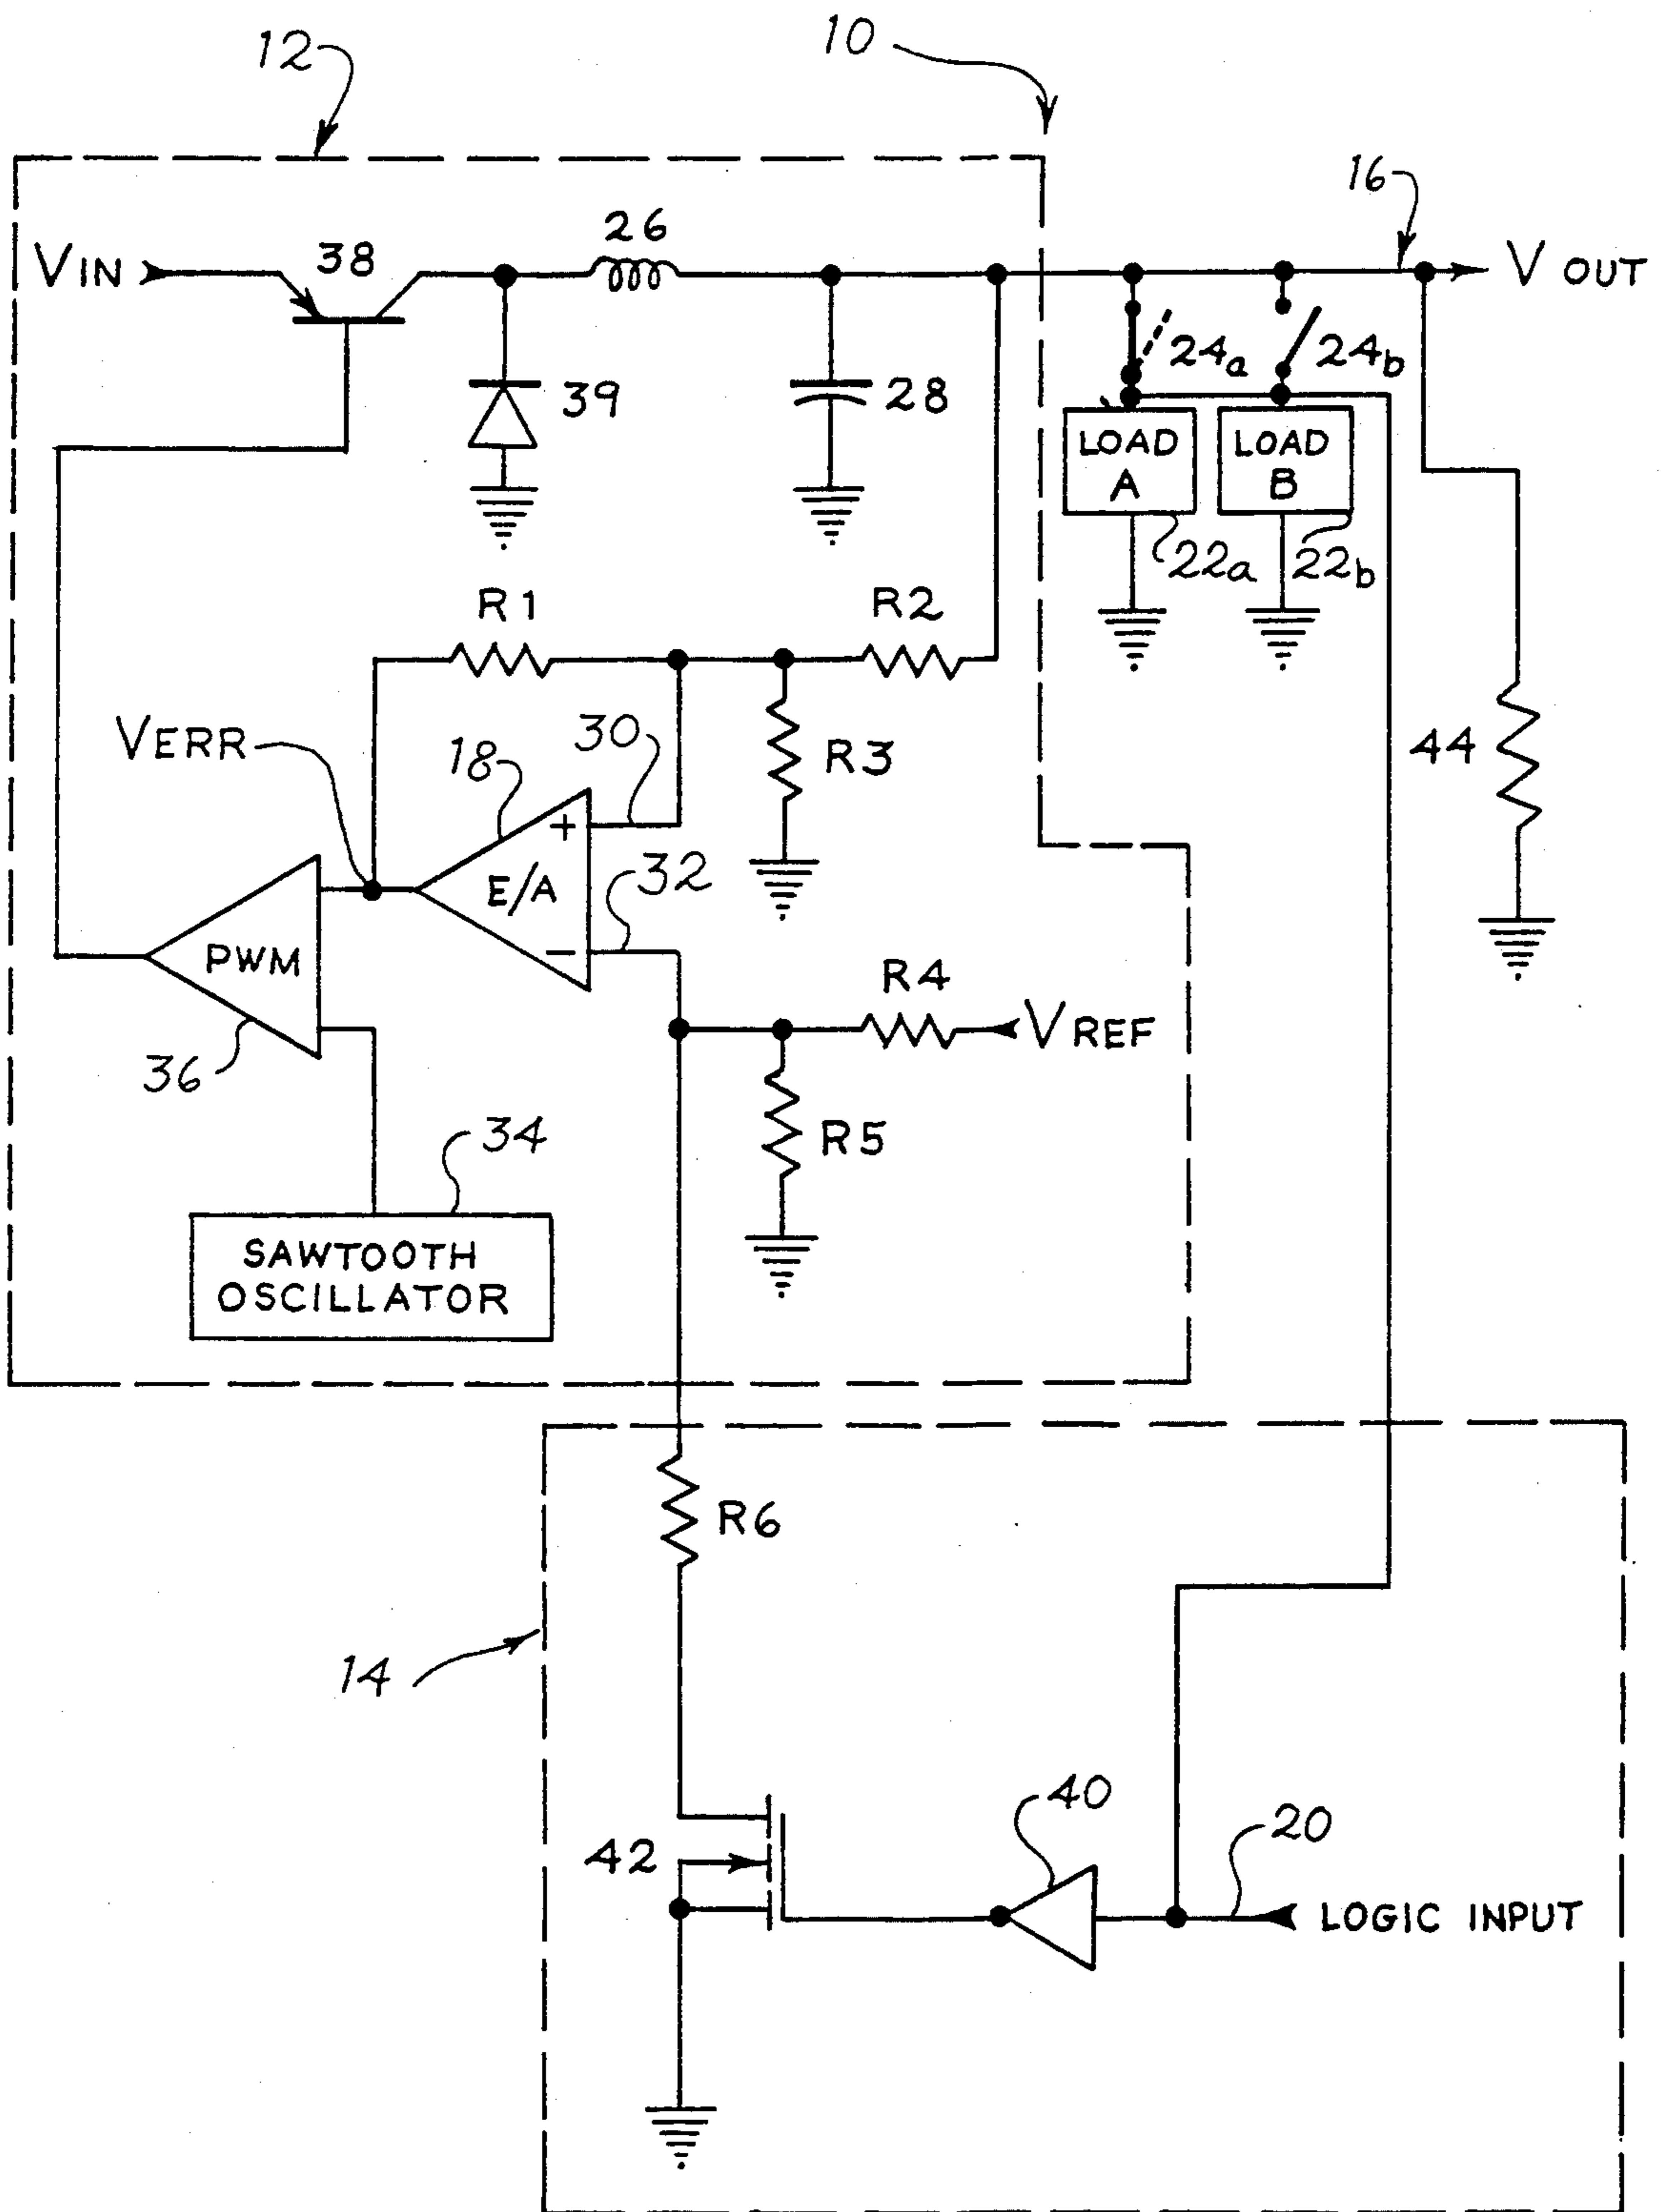 12
10
16
VIN
38
26
V OUT
39
28
24a
24b
LOAD
A
LOAD
B
22a
22b
R1
R2
VERR
18
30
R3
44
E/A
32
PWM
R4
VREF
36
R5
34
SAWTOOTH
OSCILLATOR
R6
14
40
20
42
LOGIC INPUT
+
−